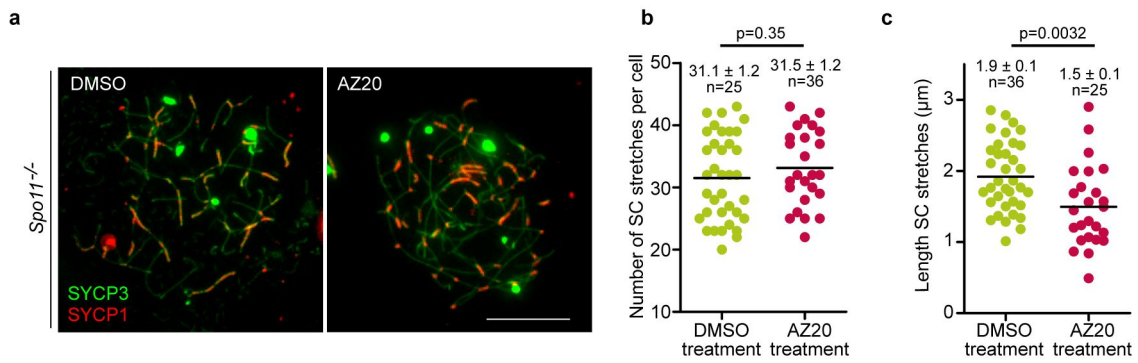 a
Spo11-/-
DMSO
AZ20
SYCP3
SYCP1
b
p=0.35
31.1 ± 1.2
n=25
31.5 ± 1.2
n=36
Number of SC stretches per cell
50
40
30
20
10
DMSO
treatment
AZ20
treatment
c
p=0.0032
1.9 ± 0.1
n=36
1.5 ± 0.1
n=25
Length SC stretches (μm)
3
2
1
0
DMSO
treatment
AZ20
treatment